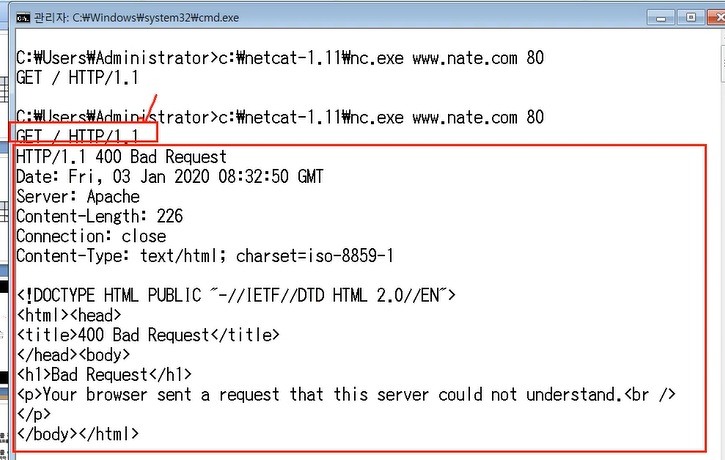 관리자: C:\Windows\system32\cmd.exe
C:\Users\Administrator>c:\netcat-1.11\nc.exe www.nate.com 80
GET / HTTP/1.1
C:\Users\Administrator>c:\netcat-1.11\nc.exe www.nate.com 80
GET / HTTP/1.1
HTTP/1.1 400 Bad Request
Date: Fri, 03 Jan 2020 08:32:50 GMT
Server: Apache
Content-Length: 226
Connection: close
Content-Type: text/html; charset=iso-8859-1
<!DOCTYPE HTML PUBLIC "-//IETF//DTD HTML 2.0//EN">
<html><head>
<title>400 Bad Request</title>
</head><body>
<h1>Bad Request</h1>
<p>Your browser sent a request that this server could not understand.<br />
</p>
</body></html>